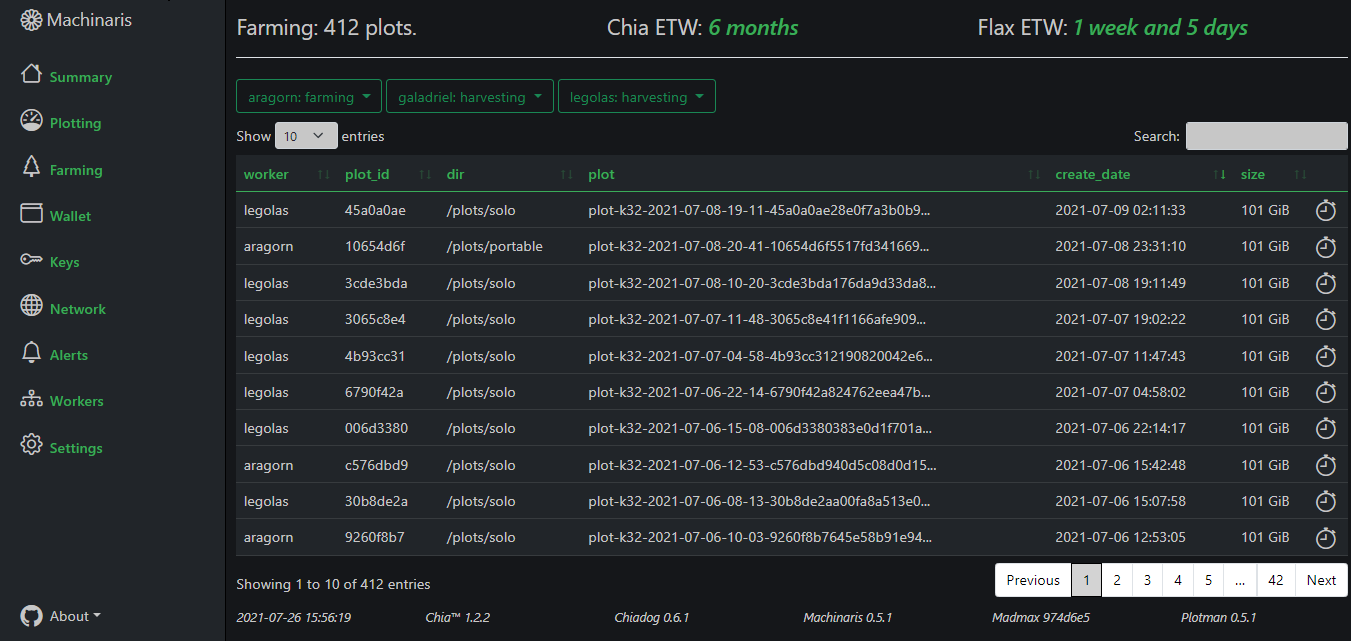 Machinaris
Summary
Plotting
Farming
Wallet
Keys
Network
Alerts
Workers
Settings
About
Farming: 412 plots. Chia ETW: 6 months Flax ETW: 1 week and 5 days
aragorn: farming galadriel: harvesting legolas: harvesting
Show 10 entries Search:
worker plot_id dir plot create_date size
legolas 45a0a0ae /plots/solo plot-k32-2021-07-08-19-11-45a0a0ae28e0f7a3b0b9... 2021-07-09 02:11:33 101 GiB
aragorn 10654d6f /plots/portable plot-k32-2021-07-08-20-41-10654d6f5517fd341669... 2021-07-08 23:31:10 101 GiB
legolas 3cde3bda /plots/solo plot-k32-2021-07-08-10-20-3cde3bda176da9d33da8... 2021-07-08 19:11:49 101 GiB
legolas 3065c8e4 /plots/solo plot-k32-2021-07-07-11-48-3065c8e41f1166afe909... 2021-07-07 19:02:22 101 GiB
legolas 4b93cc31 /plots/solo plot-k32-2021-07-07-04-58-4b93cc312190820042e6... 2021-07-07 11:47:43 101 GiB
legolas 6790f42a /plots/solo plot-k32-2021-07-06-22-14-6790f42a824762eea47b... 2021-07-07 04:58:02 101 GiB
legolas 006d3380 /plots/solo plot-k32-2021-07-06-15-08-006d3380383e0d1f701a... 2021-07-06 22:14:17 101 GiB
aragorn c576dbd9 /plots/solo plot-k32-2021-07-06-12-53-c576dbd940d5c08d0d15... 2021-07-06 15:42:48 101 GiB
legolas 30b8de2a /plots/solo plot-k32-2021-07-06-08-13-30b8de2aa00fa8a513e0... 2021-07-06 15:07:58 101 GiB
aragorn 9260f8b7 /plots/solo plot-k32-2021-07-06-10-03-9260f8b7645e58b91e94... 2021-07-06 12:53:05 101 GiB
Showing 1 to 10 of 412 entries Previous 1 2 3 4 5 ... 42 Next
2021-07-26 15:56:19 Chia™ 1.2.2 Chiadog 0.6.1 Machinaris 0.5.1 Madmax 974d6e5 Plotman 0.5.1